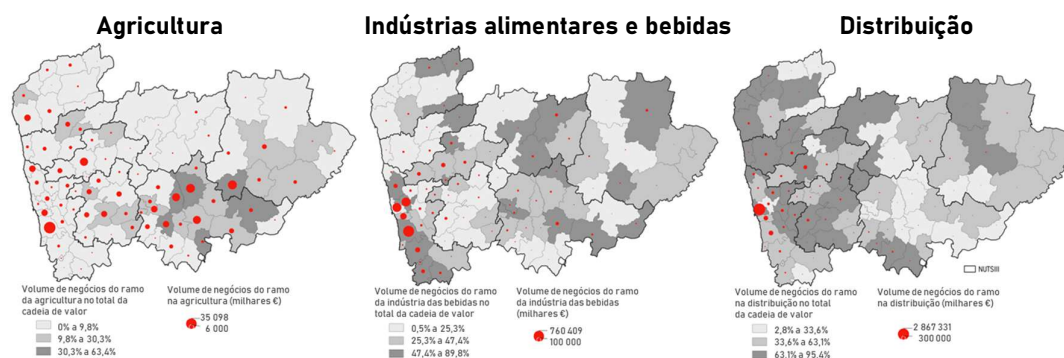 Agricultura
Indústrias alimentares e bebidas
Distribuição
Volume de negócios do ramo
da agricultura no total da
cadeia de valor
0% a 9,8%
9,8% a 30,3%
30,3% a 63,4%
Volume de negócios do ramo
na agricultura (milhares €)
35 098
6 000
Volume de negócios do ramo
da indústria das bebidas no
total da cadeia de valor
0,5% a 25,3%
25,3% a 47,4%
47,4% a 89,8%
Volume de negócios do ramo
da indústria das bebidas
(milhares €)
760 409
100 000
NUTSIII
Volume de negócios do ramo
na distribuição no total
da cadeia de valor
2,8% a 33,6%
33,6% a 63,1%
63,1% a 95,4%
Volume de negócios do ramo
na distribuição (milhares €)
2 867 331
300 000